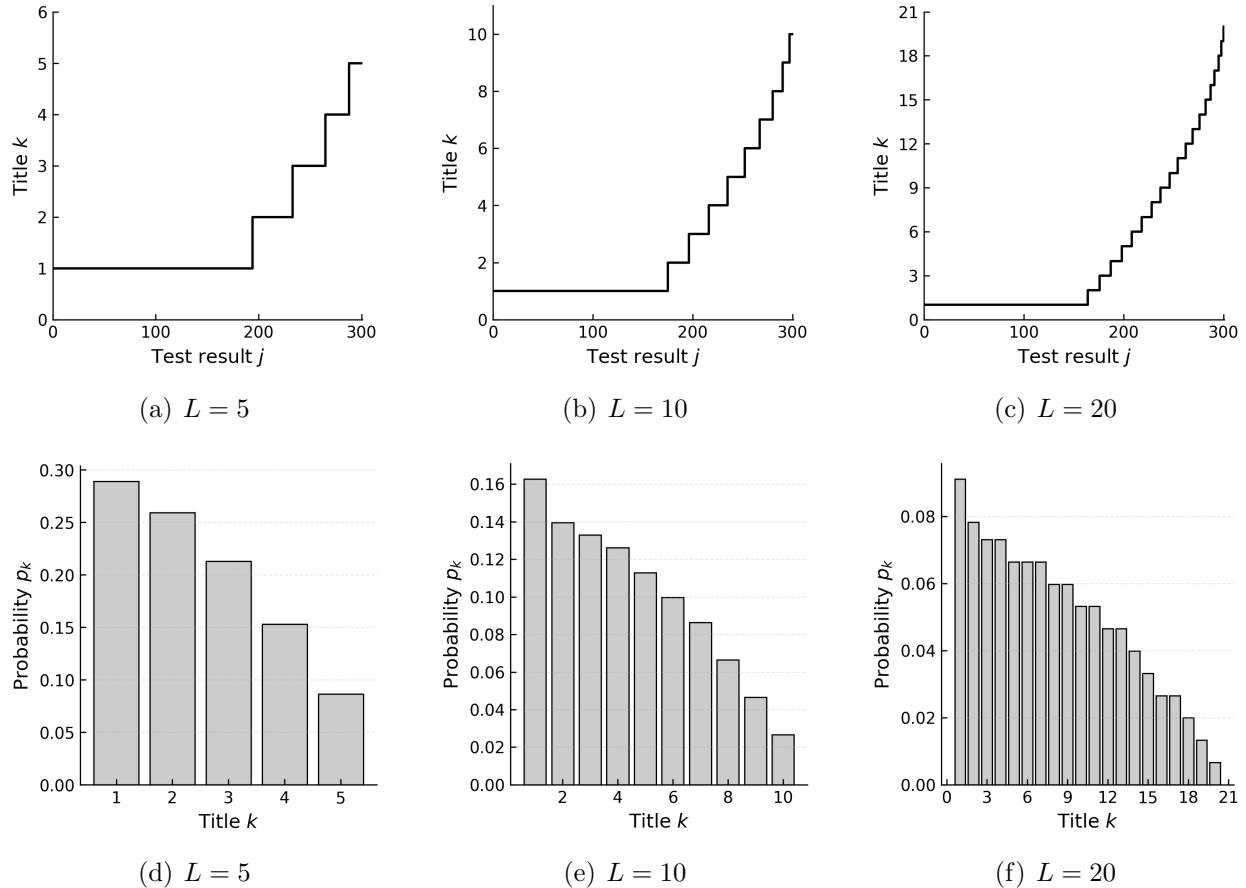 6
5
4
3
2
1
0
Title k
0 100 200 300
Test result j
(a) L = 5
10
8
6
4
2
0
Title k
0 100 200 300
Test result j
(b) L = 10
21
18
15
12
9
6
3
0
Title k
0 100 200 300
Test result j
(c) L = 20
0.30
0.25
0.20
0.15
0.10
0.05
0.00
Probability pk
1 2 3 4 5
Title k
(d) L = 5
0.16
0.14
0.12
0.10
0.08
0.06
0.04
0.02
0.00
Probability pk
2 4 6 8 10
Title k
(e) L = 10
0.08
0.06
0.04
0.02
0.00
Probability pk
0 3 6 9 12 15 18 21
Title k
(f) L = 20